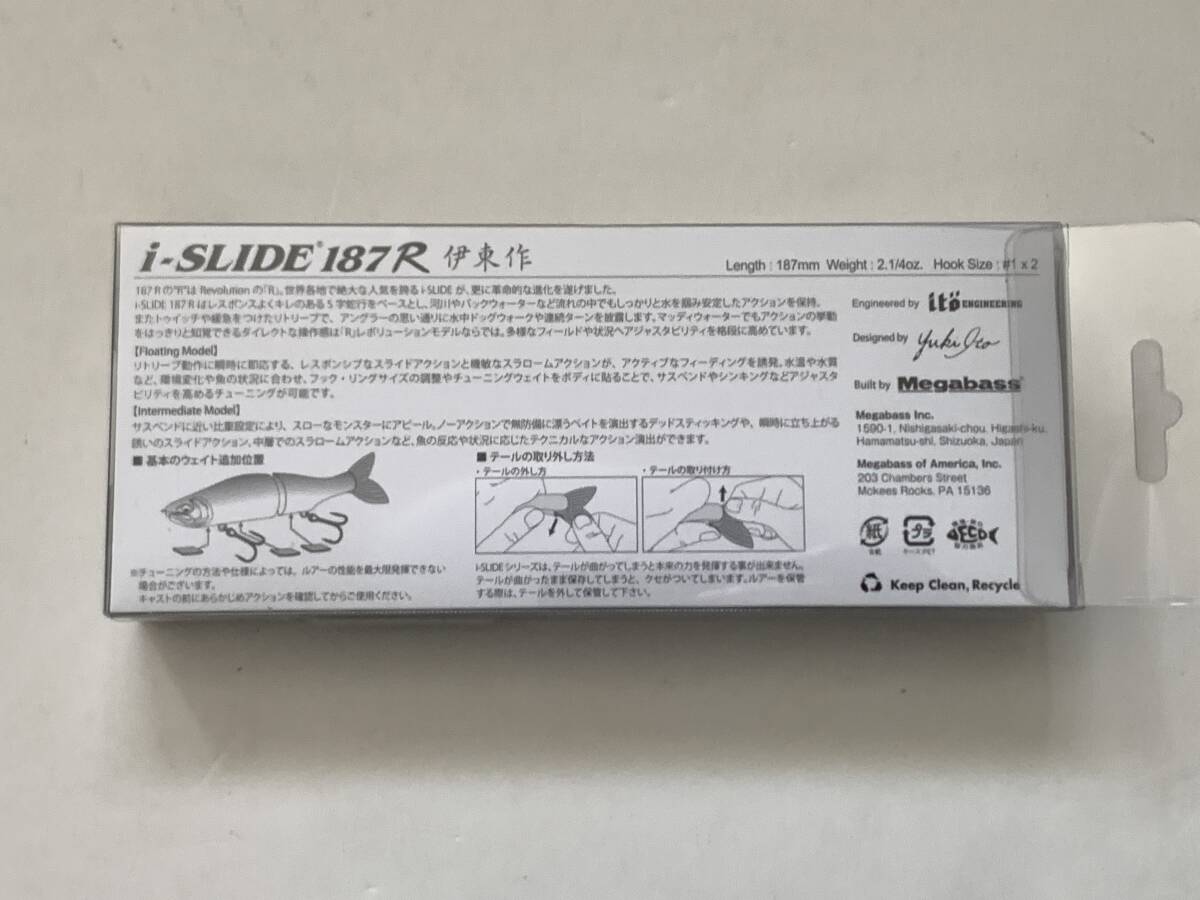 i-SLIDE® 187R 伊東作
Length : 187mm Weight : 2.1/4oz. Hook Size : #1 x 2
187 Rの"R"は Revolution の「R」。世界各地で絶大な人気を誇る i-SLIDE が、更に革命的な進化を遂げました。
i-SLIDE 187 R はレスポンスよくキレのある S 字蛇行をベースとし、河川やバックウォーターなど流れの中でもしっかりと水を掴み安定したアクションを保持。
またトゥイッチや緩急をつけたリトリーブで、アングラーの思い通りに水中ドッグウォークや連続ターンを披露します。マッディウォーターでもアクションの挙動
をはっきりと知覚できるダイレクトな操作感は「R」レボリューションモデルならでは。多様なフィールドや状況へアジャスタビリティを格段に高めています。
【Floating Model】
リトリーブ動作に瞬時に即応する、レスポンシブなスライドアクションと機敏なスラロームアクションが、アクティブなフィーディングを誘発。水温や水質
など、環境変化や魚の状況に合わせ、フック・リングサイズの調整やチューニングウェイトをボディに貼ることで、サスペンドやシンキングなどアジャスタ
ビリティを高めるチューニングが可能です。
【Intermediate Model】
サスペンドに近い比重設定により、スローなモンスターにアピール。ノーアクションで無防備に漂うベイトを演出するデッドスティッキングや、瞬時に立ち上がる
誘いのスライドアクション、中層でのスラロームアクションなど、魚の反応や状況に応じたテクニカルなアクション演出ができます。
■ 基本のウェイト追加位置
※チューニングの方法や仕様によっては、ルアーの性能を最大限発揮できない
場合がございます。
キャストの前にあらかじめアクションを確認してからご使用ください。
■ テールの取り外し方法
・テールの外し方
・テールの取り付け方
i-SLIDEシリーズは、テールが曲がってしまうと本来の力を発揮する事が出来ません。
テールが曲がったまま保存してしまうと、クセがついてしまいます。ルアーを保管
する際は、テールを外して保管して下さい。
Engineered by itö ENGINEERING
Designed by Yuki Ito
Built by Megabass®
Megabass Inc.
1590-1, Nishigasaki-chou, Higashi-ku,
Hamamatsu-shi, Shizuoka, Japan
Megabass of America, Inc.
203 Chambers Street
Mckees Rocks, PA 15136
紙
プラ
ECO
Keep Clean, Recycle